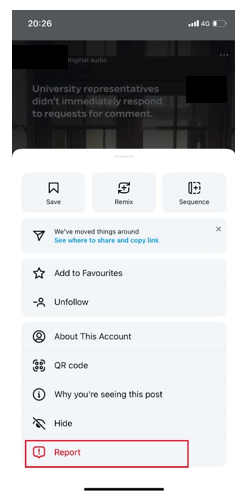 20:26
4G
original audio
University representatives
didn't immediately respond
to requests for comment.
Save
Remix
Sequence
We've moved things around
See where to share and copy link
Add to Favourites
Unfollow
About This Account
QR code
Why you're seeing this post
Hide
Report